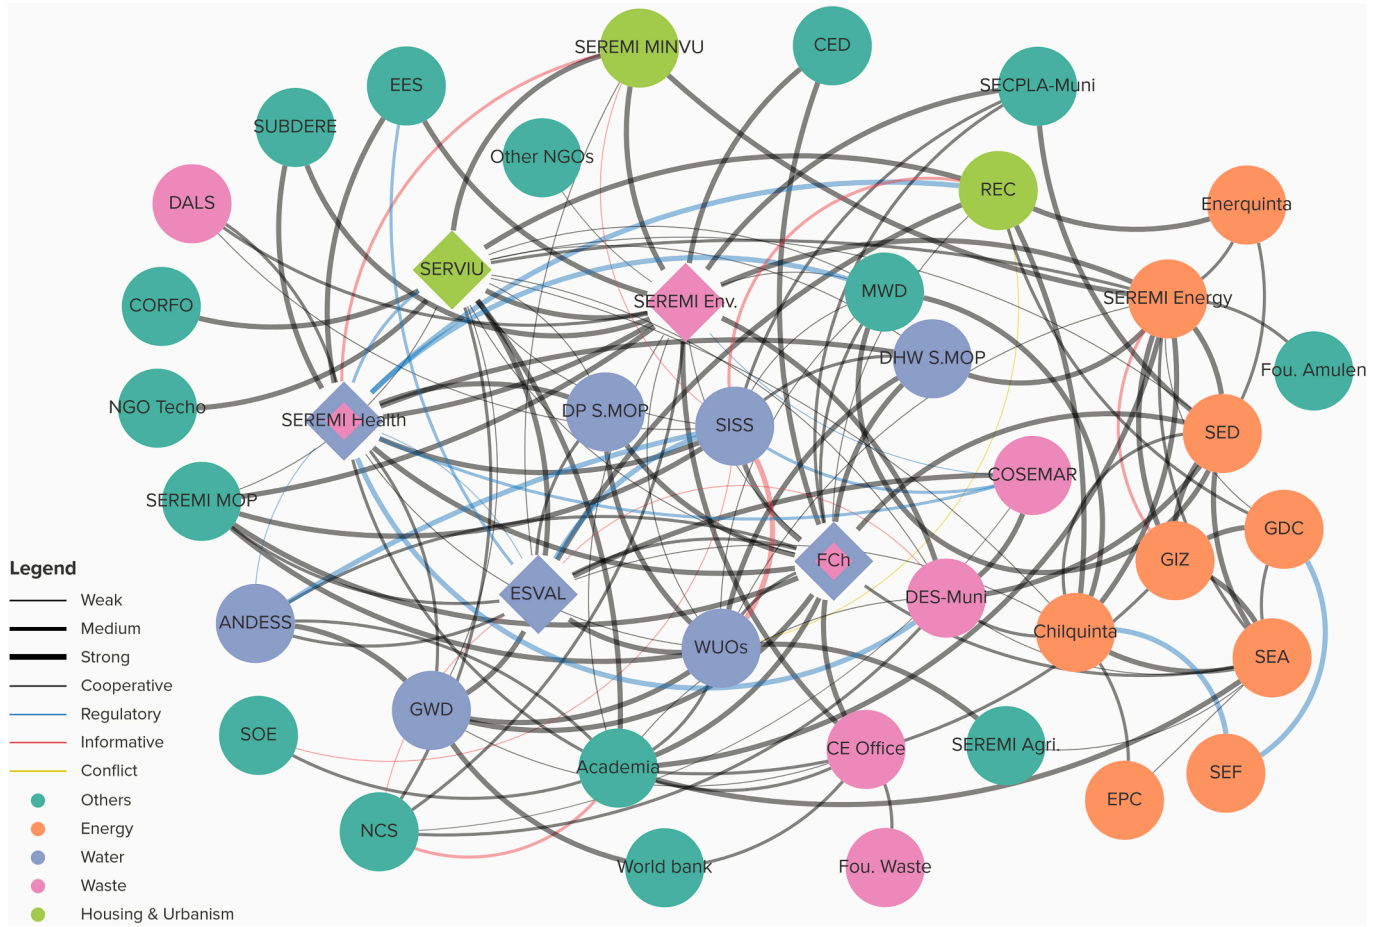 CED
SEREMI MINVU
EES
SECPLA-Muni
SUBDERE
Other NGOs
REC
DALS
Enerquinta
SERVIU
MWD
SEREMI Energy
SEREMI Env.
CORFO
DHW S.MOP
Fou. Amulen
NGO Techo
DP S.MOP
SEREMI Health
SISS
SED
COSEMAR
SEREMI MOP
GDC
FCh
GIZ
Legend
ESVAL
DES-Muni
Weak
ANDESS
Chilquinta
Medium
WUOs
Strong
SEA
Cooperative
GWD
Regulatory
SOE
Informative
CE Office
SEREMI Agri.
Conflict
Academia
SEF
Others
EPC
Energy
NCS
Water
World bank
Fou. Waste
Waste
Housing & Urbanism